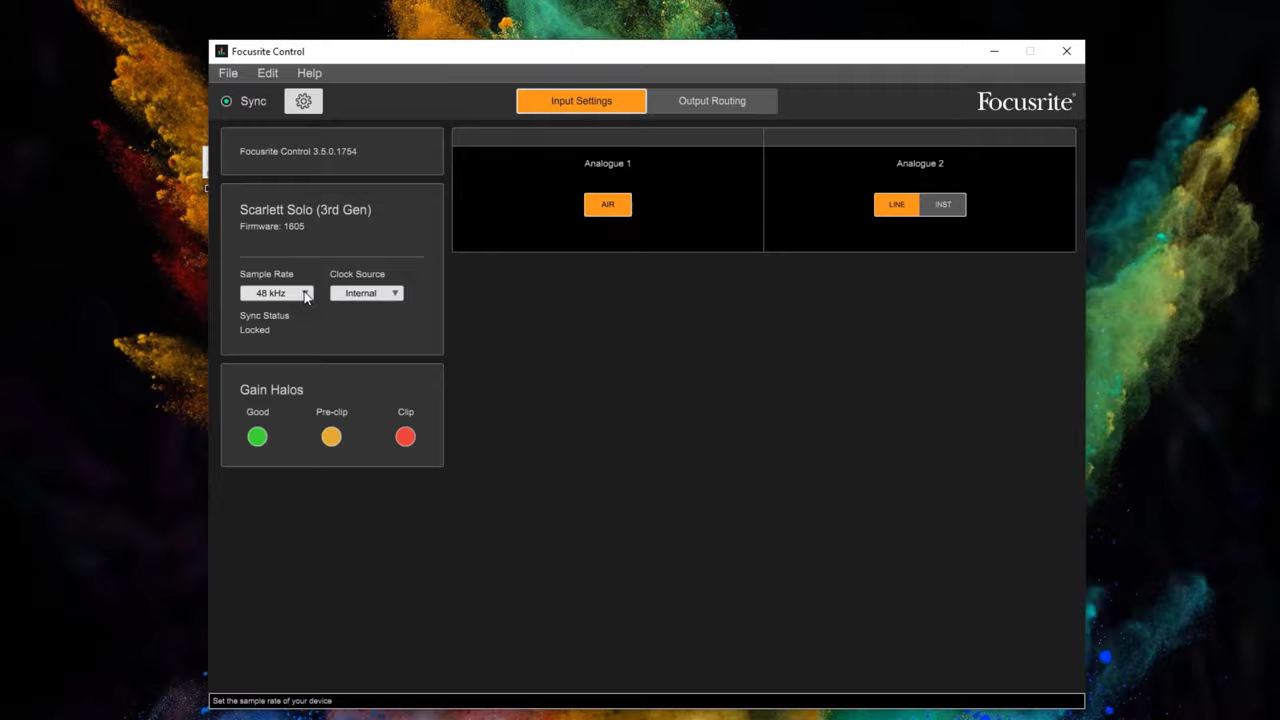 Focusrite Control
File Edit Help
Sync
Input Settings Output Routing
Focusrite
Focusrite Control 3.5.0.1754
Scarlett Solo (3rd Gen)
Firmware: 1605
Sample Rate Clock Source
48 kHz Internal
Sync Status
Locked
Gain Halos
Good Pre-clip Clip
Analogue 1 Analogue 2
AIR LINE INST
Set the sample rate of your device